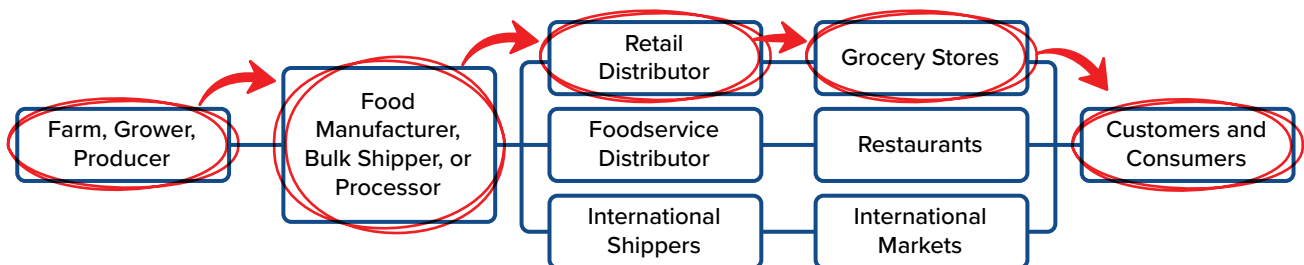 Farm, Grower,
Producer
Food
Manufacturer,
Bulk Shipper, or
Processor
Retail
Distributor
Grocery Stores
Foodservice
Distributor
Restaurants
International
Shippers
International
Markets
Customers and
Consumers